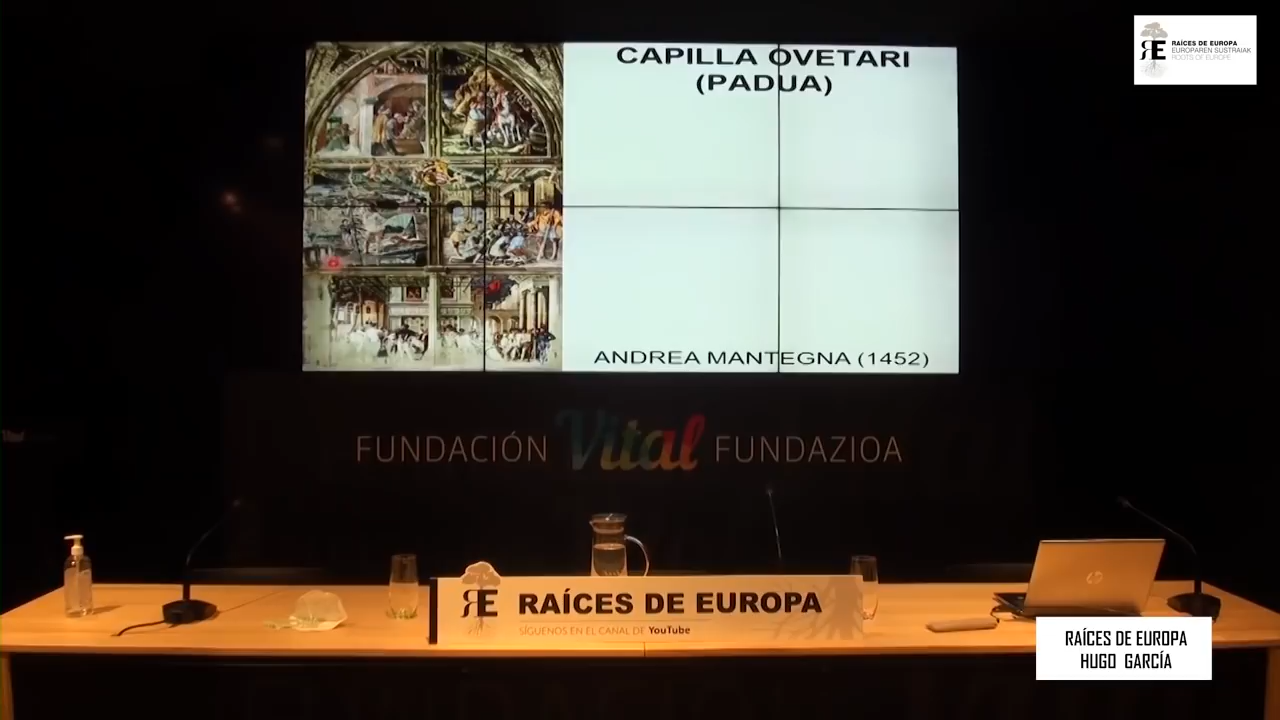 RAÍCES DE EUROPA
EUROPAREN SUSTRAIAK
ROOTS OF EUROPE
CAPILLA OVETARI
(PADUA)
ANDREA MANTEGNA (1452)
FUNDACIÓN Vital FUNDAZIOA
RAÍCES DE EUROPA
SÍGUENOS EN EL CANAL DE YouTube
hp
RAÍCES DE EUROPA
HUGO GARCÍA